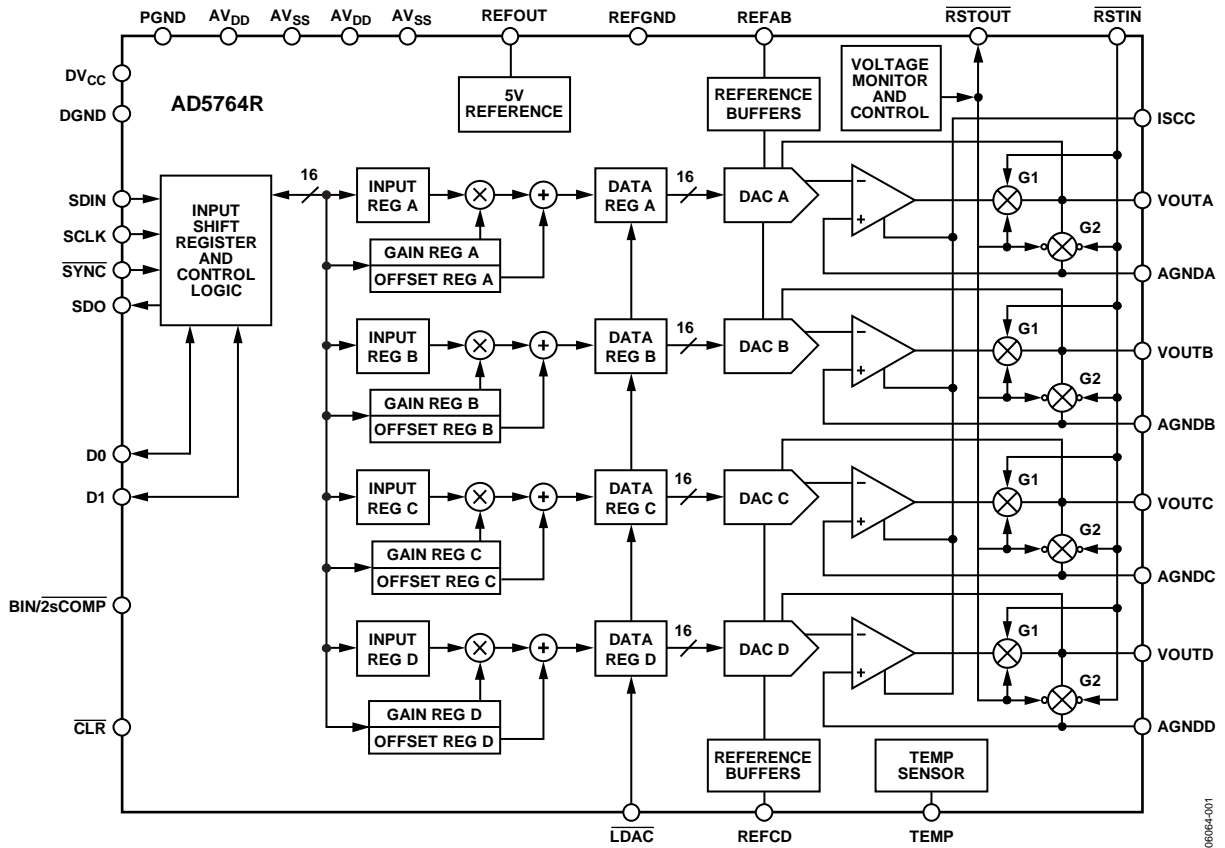 PGND AVDD AVSS AVDD AVSS REFOUT REFGND REFAB RSTOUT RSTIN
DVCC
DGND
AD5764R
5V
REFERENCE
REFERENCE
BUFFERS
VOLTAGE
MONITOR
AND
CONTROL
ISCC
SDIN
SCLK
SYNC
SDO
INPUT
SHIFT
REGISTER
AND
CONTROL
LOGIC
16
INPUT
REG A
×
+
DATA
REG A
16
DAC A
−
+
G1
G2
VOUTA
AGNDA
GAIN REG A
OFFSET REG A
INPUT
REG B
×
+
DATA
REG B
16
DAC B
−
+
G1
G2
VOUTB
AGNDB
GAIN REG B
OFFSET REG B
D0
D1
INPUT
REG C
×
+
DATA
REG C
16
DAC C
−
+
G1
G2
VOUTC
AGNDC
GAIN REG C
OFFSET REG C
BIN/2sCOMP
INPUT
REG D
×
+
DATA
REG D
16
DAC D
−
+
G1
G2
VOUTD
AGNDD
GAIN REG D
OFFSET REG D
CLR
REFERENCE
BUFFERS
TEMP
SENSOR
LDAC REFCD TEMP
06064-001